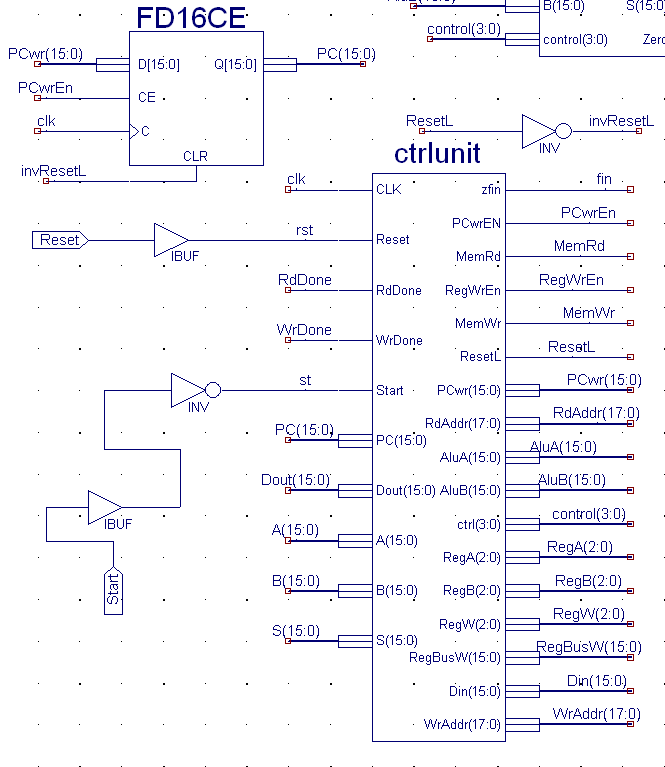 FD16CE
B(15:0)
S(15:0)
PCwr(15:0)
D[15:0]
Q[15:0]
PC(15:0)
control(3:0)
control(3:0)
Zero
PCwrEn
CE
clk
C
ResetL
invResetL
INV
CLR
invResetL
ctrlunit
clk
CLK
zfin
fin
PCwrEN
PCwrEn
Reset
IBUF
rst
Reset
MemRd
MemRd
RdDone
RdDone
RegWrEn
RegWrEn
WrDone
WrDone
MemWr
MemWr
ResetL
ResetL
INV
st
Start
PCwr(15:0)
PCwr(15:0)
RdAddr(17:0)
RdAddr(17:0)
PC(15:0)
PC(15:0)
AluA(15:0)
AluA(15:0)
Dout(15:0)
Dout(15:0)
AluB(15:0)
AluB(15:0)
IBUF
ctrl(3:0)
control(3:0)
A(15:0)
A(15:0)
RegA(2:0)
RegA(2:0)
Start
B(15:0)
B(15:0)
RegB(2:0)
RegB(2:0)
RegW(2:0)
RegW(2:0)
S(15:0)
S(15:0)
RegBusW(15:0)
RegBusW(15:0)
Din(15:0)
Din(15:0)
WrAddr(17:0)
WrAddr(17:0)